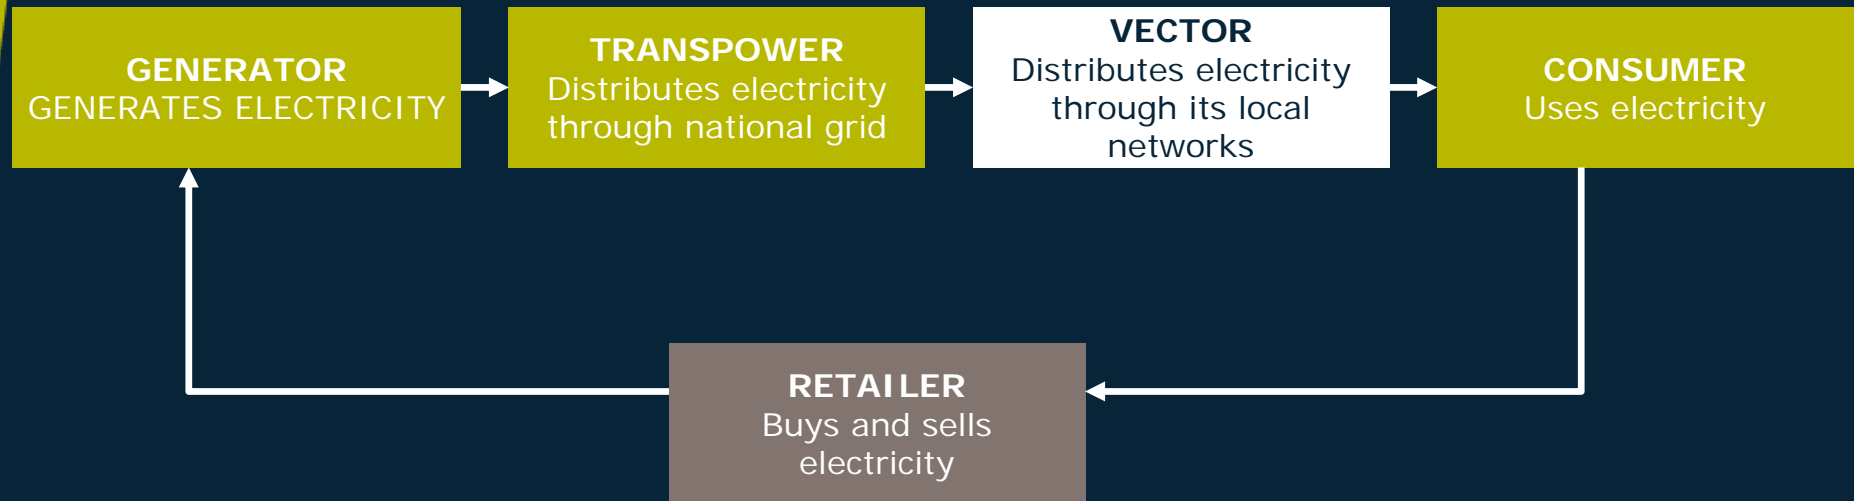 GENERATOR
GENERATES ELECTRICITY
TRANSPOWER
Distributes electricity
through national grid
VECTOR
Distributes electricity
through its local
networks
CONSUMER
Uses electricity
RETAILER
Buys and sells
electricity